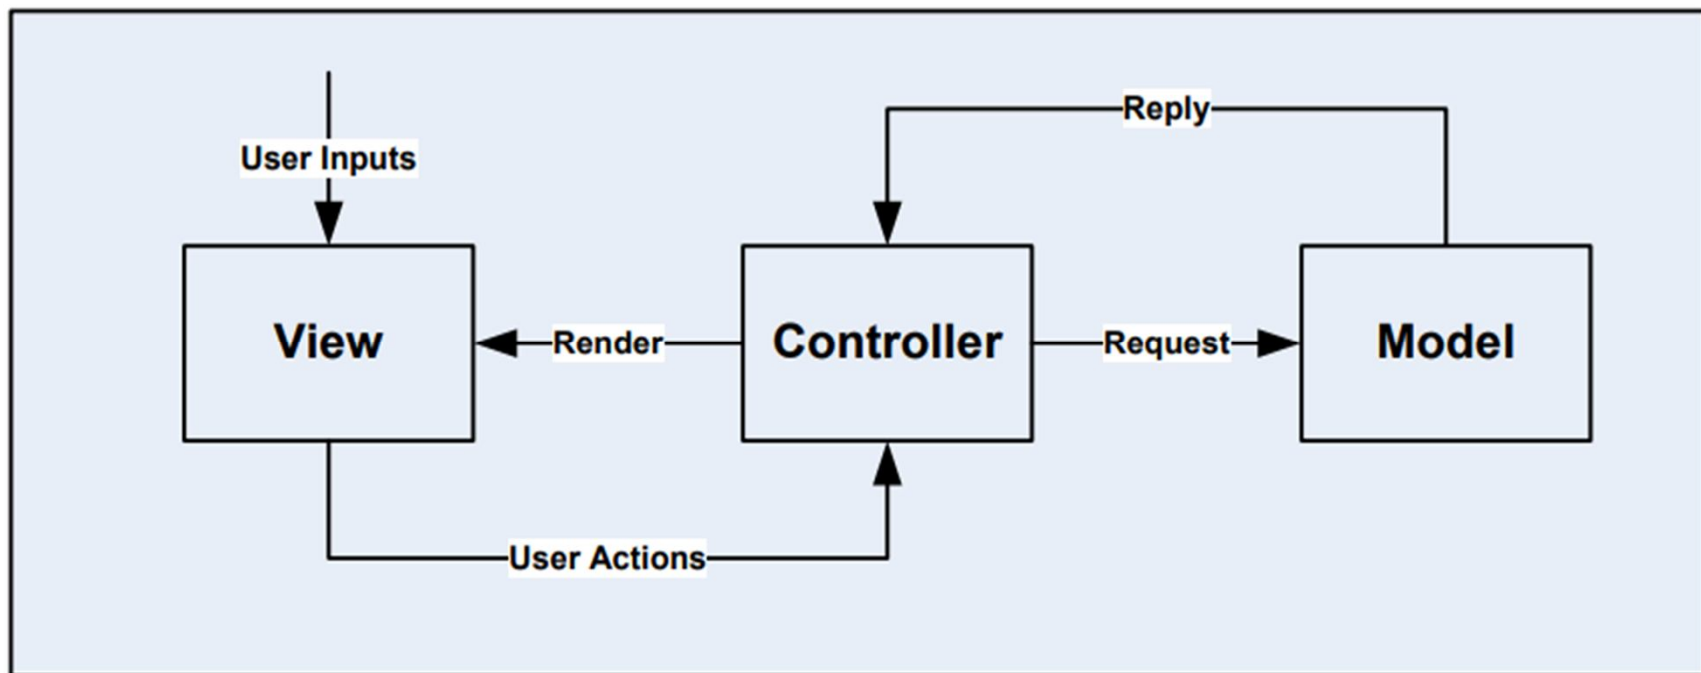 Reply
User Inputs
View
Render
Controller
Request
Model
User Actions